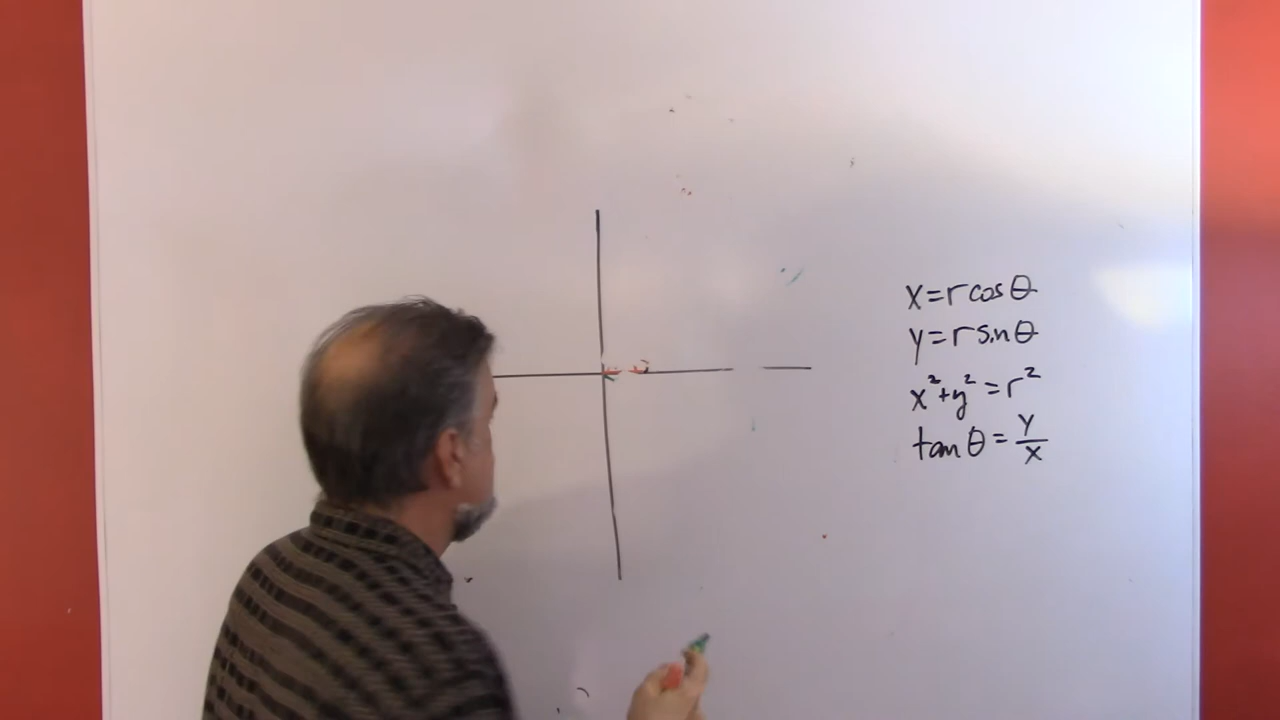 x = r cos θ
y = r sin θ
x² + y² = r²
tan θ = y/x